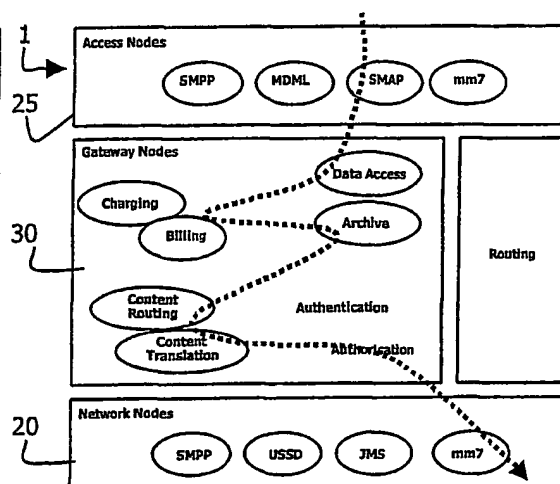 1
Access Nodes
SMPP MDML SMAP mm7
25
Gateway Nodes
Data Access
Charging
Archive
Billing
30
Routing
Content
Routing
Authentication
Content
Translation
Authorisation
Network Nodes
20
SMPP USSD JMS mm7